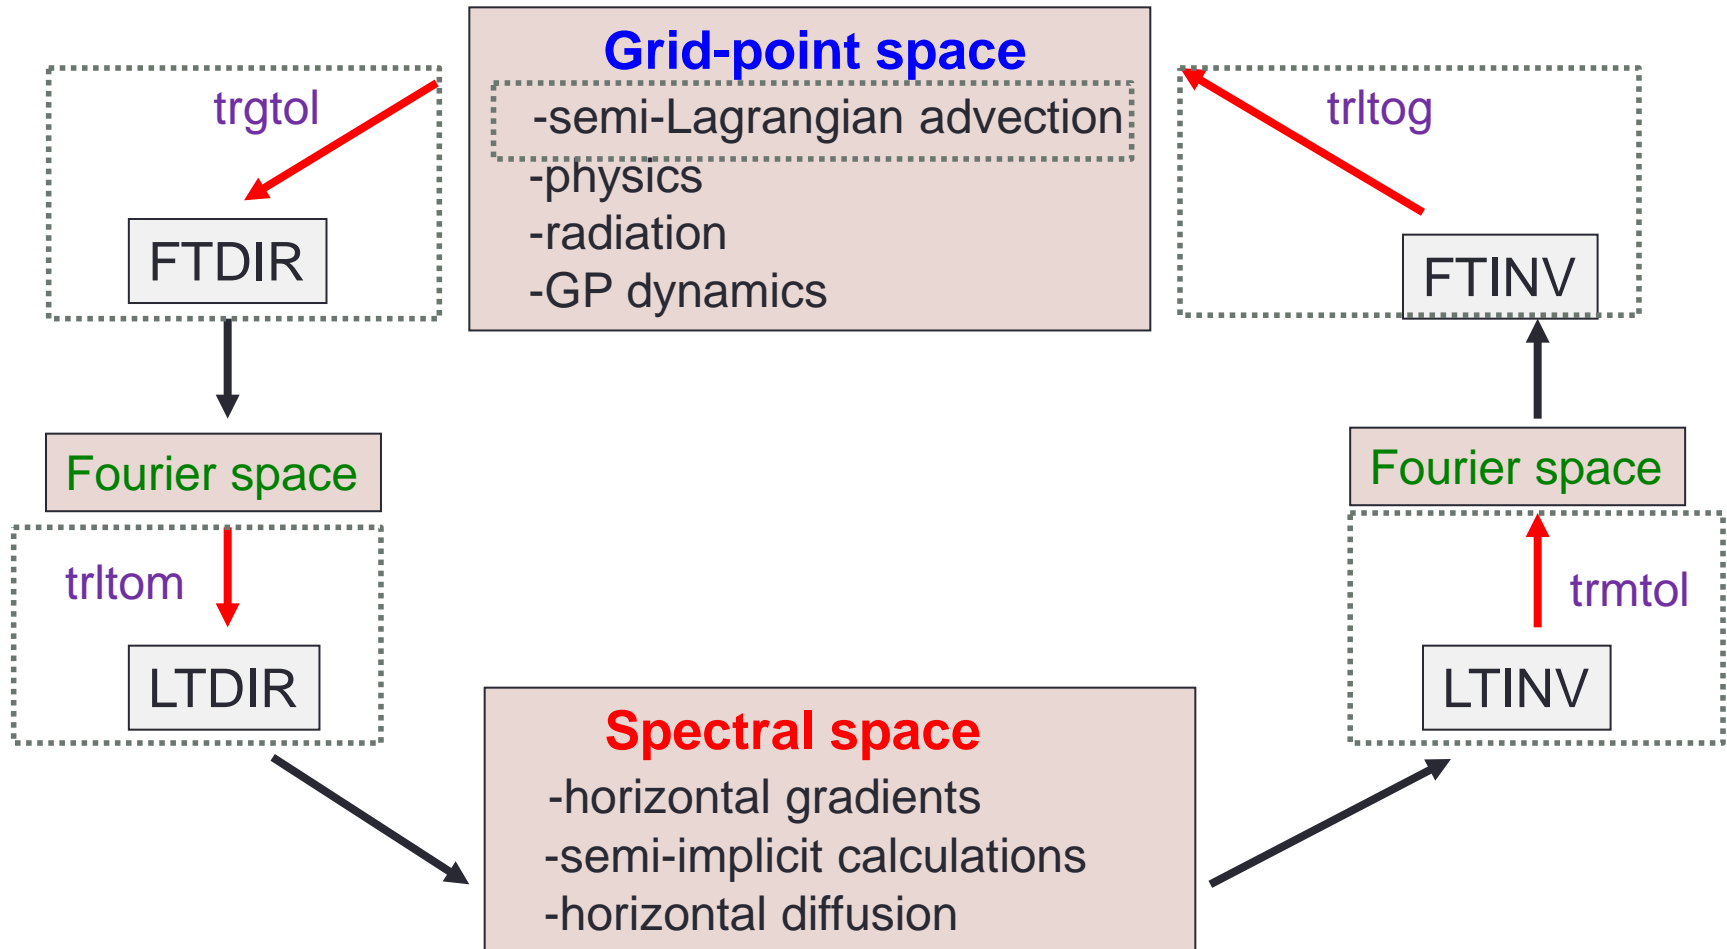 Grid-point space
-semi-Lagrangian advection
-physics
-radiation
-GP dynamics
trgtol
FTDIR
Fourier space
trltom
LTDIR
Spectral space
-horizontal gradients
-semi-implicit calculations
-horizontal diffusion
trltog
FTINV
Fourier space
trmtol
LTINV